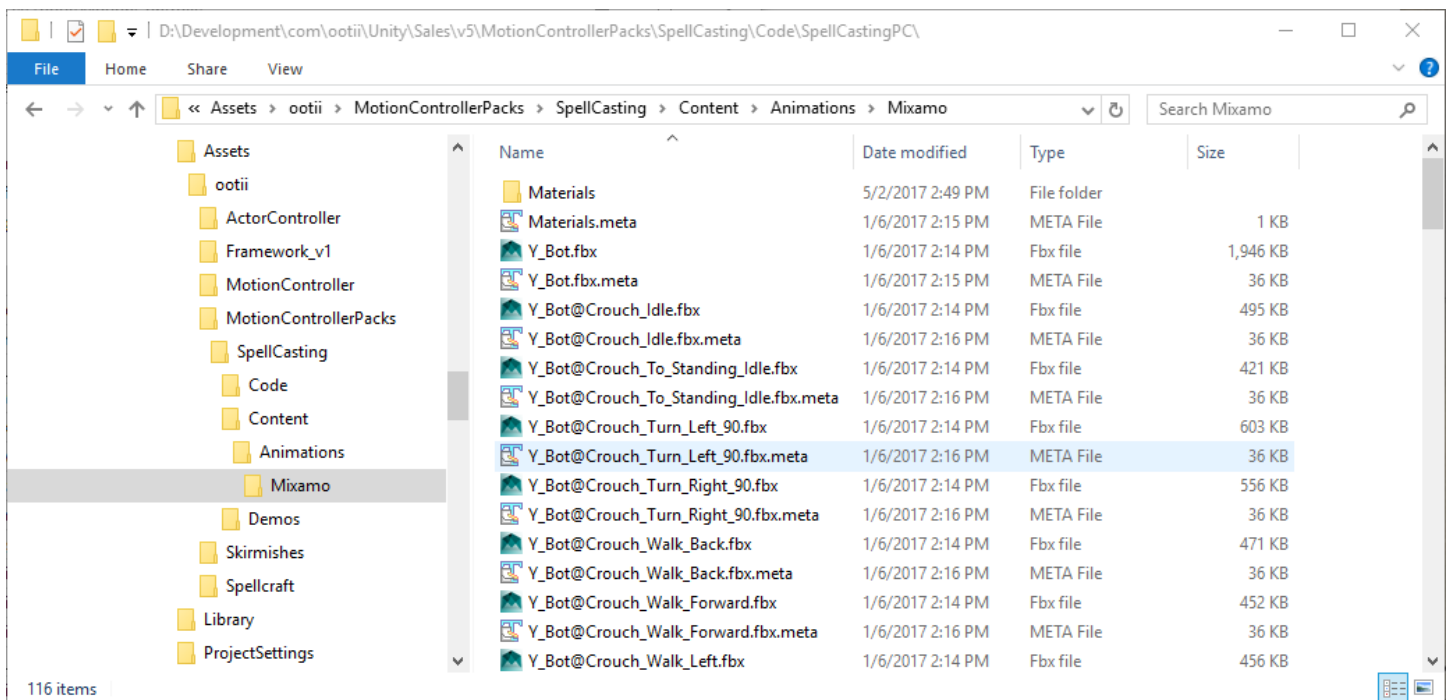 D:\Development\com\ootii\Unity\Sales\v5\MotionControllerPacks\SpellCasting\Code\SpellCastingPC\
File Home Share View
« Assets › ootii › MotionControllerPacks › SpellCasting › Content › Animations › Mixamo Search Mixamo
Assets
ootii
ActorController
Framework_v1
MotionController
MotionControllerPacks
SpellCasting
Code
Content
Animations
Mixamo
Demos
Skirmishes
Spellcraft
Library
ProjectSettings
Name Date modified Type Size
Materials 5/2/2017 2:49 PM File folder
Materials.meta 1/6/2017 2:15 PM META File 1 KB
Y_Bot.fbx 1/6/2017 2:14 PM Fbx file 1,946 KB
Y_Bot.fbx.meta 1/6/2017 2:15 PM META File 36 KB
Y_Bot@Crouch_Idle.fbx 1/6/2017 2:14 PM Fbx file 495 KB
Y_Bot@Crouch_Idle.fbx.meta 1/6/2017 2:16 PM META File 36 KB
Y_Bot@Crouch_To_Standing_Idle.fbx 1/6/2017 2:14 PM Fbx file 421 KB
Y_Bot@Crouch_To_Standing_Idle.fbx.meta 1/6/2017 2:16 PM META File 36 KB
Y_Bot@Crouch_Turn_Left_90.fbx 1/6/2017 2:14 PM Fbx file 603 KB
Y_Bot@Crouch_Turn_Left_90.fbx.meta 1/6/2017 2:16 PM META File 36 KB
Y_Bot@Crouch_Turn_Right_90.fbx 1/6/2017 2:14 PM Fbx file 556 KB
Y_Bot@Crouch_Turn_Right_90.fbx.meta 1/6/2017 2:16 PM META File 36 KB
Y_Bot@Crouch_Walk_Back.fbx 1/6/2017 2:14 PM Fbx file 471 KB
Y_Bot@Crouch_Walk_Back.fbx.meta 1/6/2017 2:16 PM META File 36 KB
Y_Bot@Crouch_Walk_Forward.fbx 1/6/2017 2:14 PM Fbx file 452 KB
Y_Bot@Crouch_Walk_Forward.fbx.meta 1/6/2017 2:16 PM META File 36 KB
Y_Bot@Crouch_Walk_Left.fbx 1/6/2017 2:14 PM Fbx file 456 KB
116 items